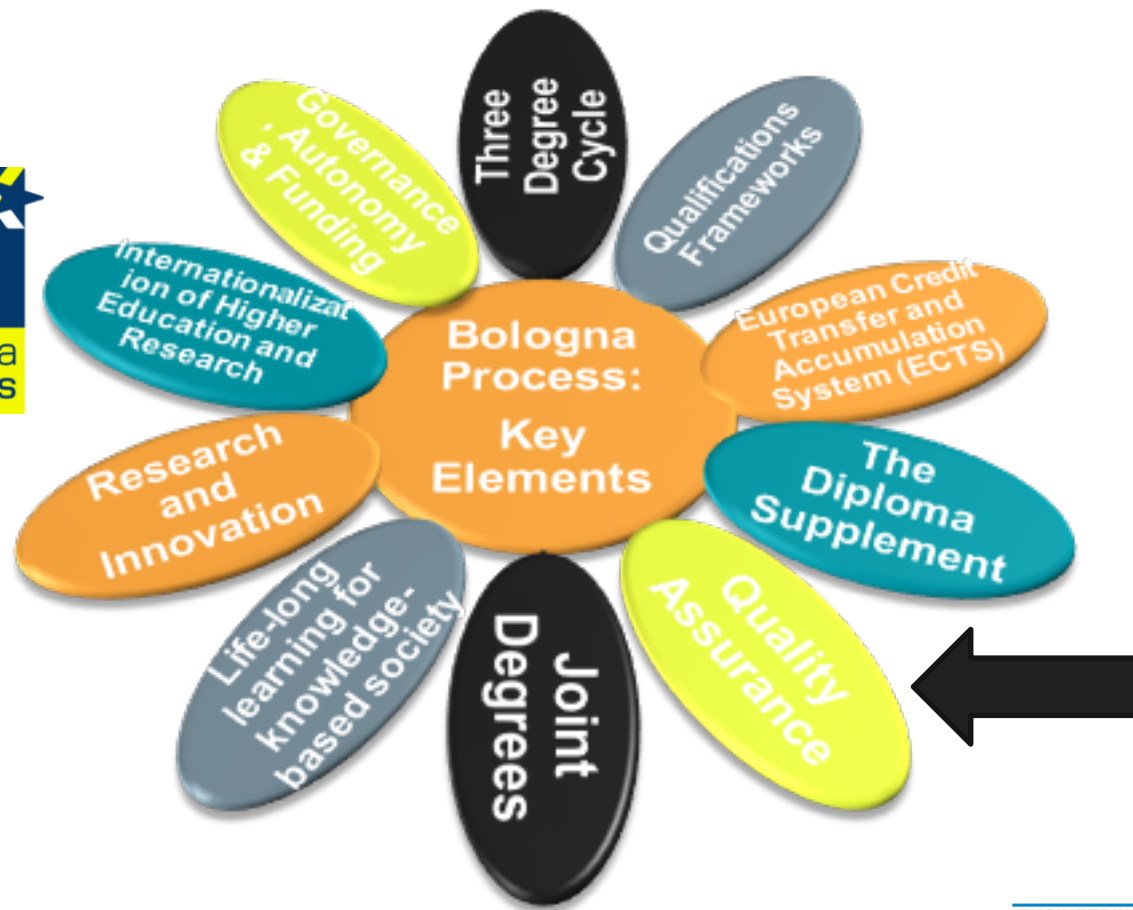 Bologna
Process:
Key
Elements
Three
Degree
Cycle
Qualifications
Frameworks
European Credit
Transfer and
Accumulation
System (ECTS)
The
Diploma
Supplement
Quality
Assurance
Joint
Degrees
Life-long
learning for
knowledge-
based society
Research
and
Innovation
Internationalizat
ion of Higher
Education and
Research
Governance
, Autonomy
& Funding